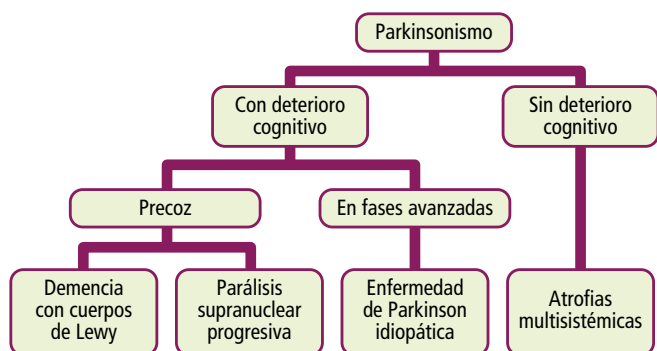 Parkinsonismo
Con deterioro
cognitivo
Sin deterioro
cognitivo
Precoz
En fases avanzadas
Demencia
con cuerpos
de Lewy
Parálisis
supranuclear
progresiva
Enfermedad
de Parkinson
idiopática
Atrofias
multisistémicas